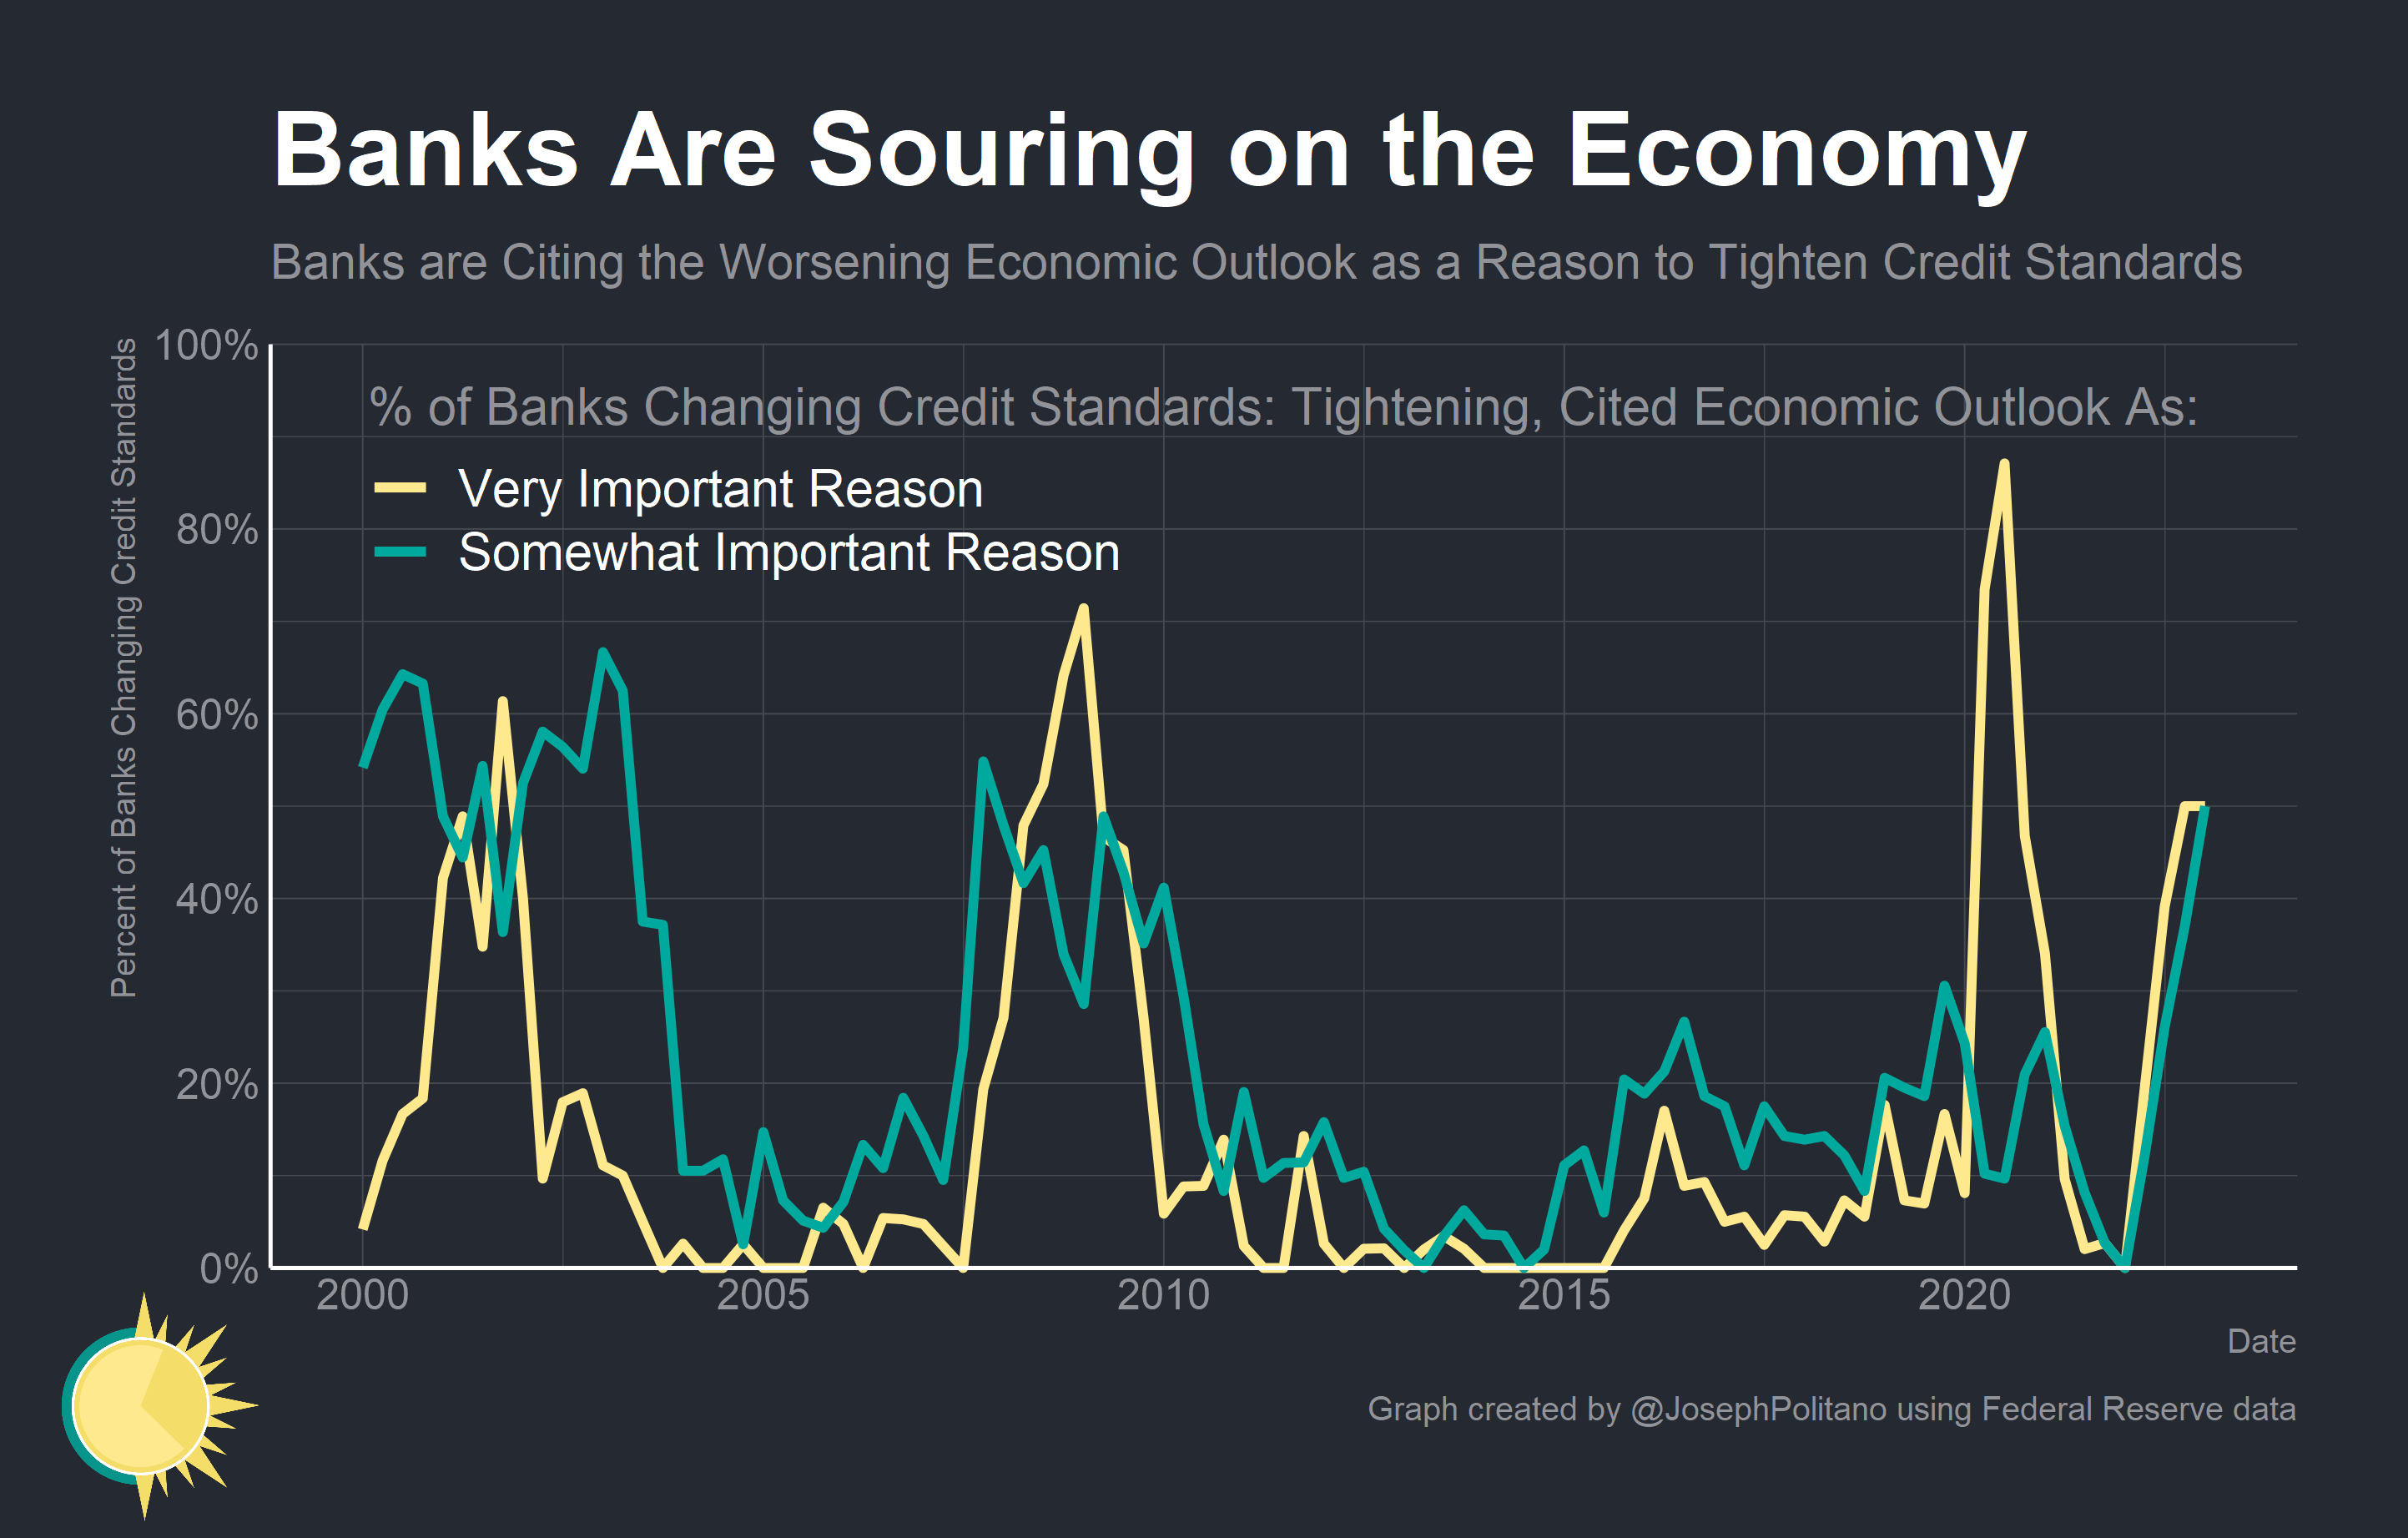 Banks Are Souring on the Economy
Banks are Citing the Worsening Economic Outlook as a Reason to Tighten Credit Standards
Percent of Banks Changing Credit Standards
100%
80%
60%
40%
20%
0%
% of Banks Changing Credit Standards: Tightening, Cited Economic Outlook As:
Very Important Reason
Somewhat Important Reason
2000
2005
2010
2015
2020
Date
Graph created by @JosephPolitano using Federal Reserve data